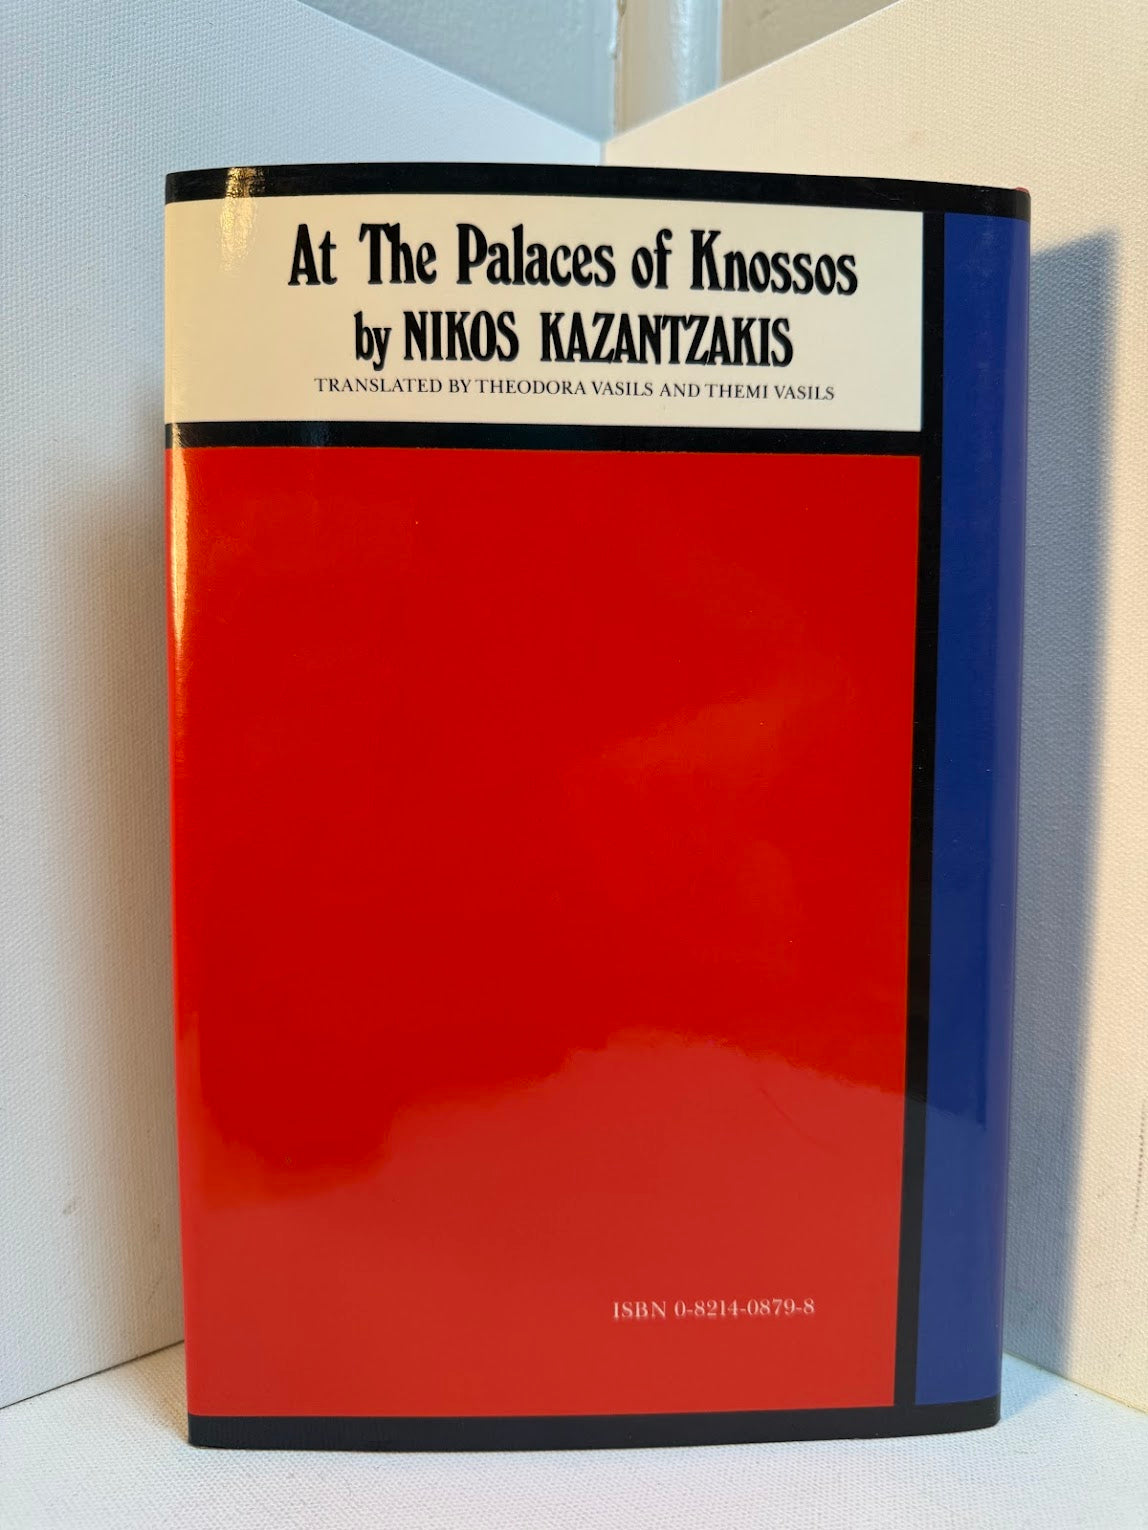 At The Palaces of Knossos
by NIKOS KAZANTZAKIS
TRANSLATED BY THEODORA VASILS AND THEMI VASILS
ISBN 0-8214-0879-8